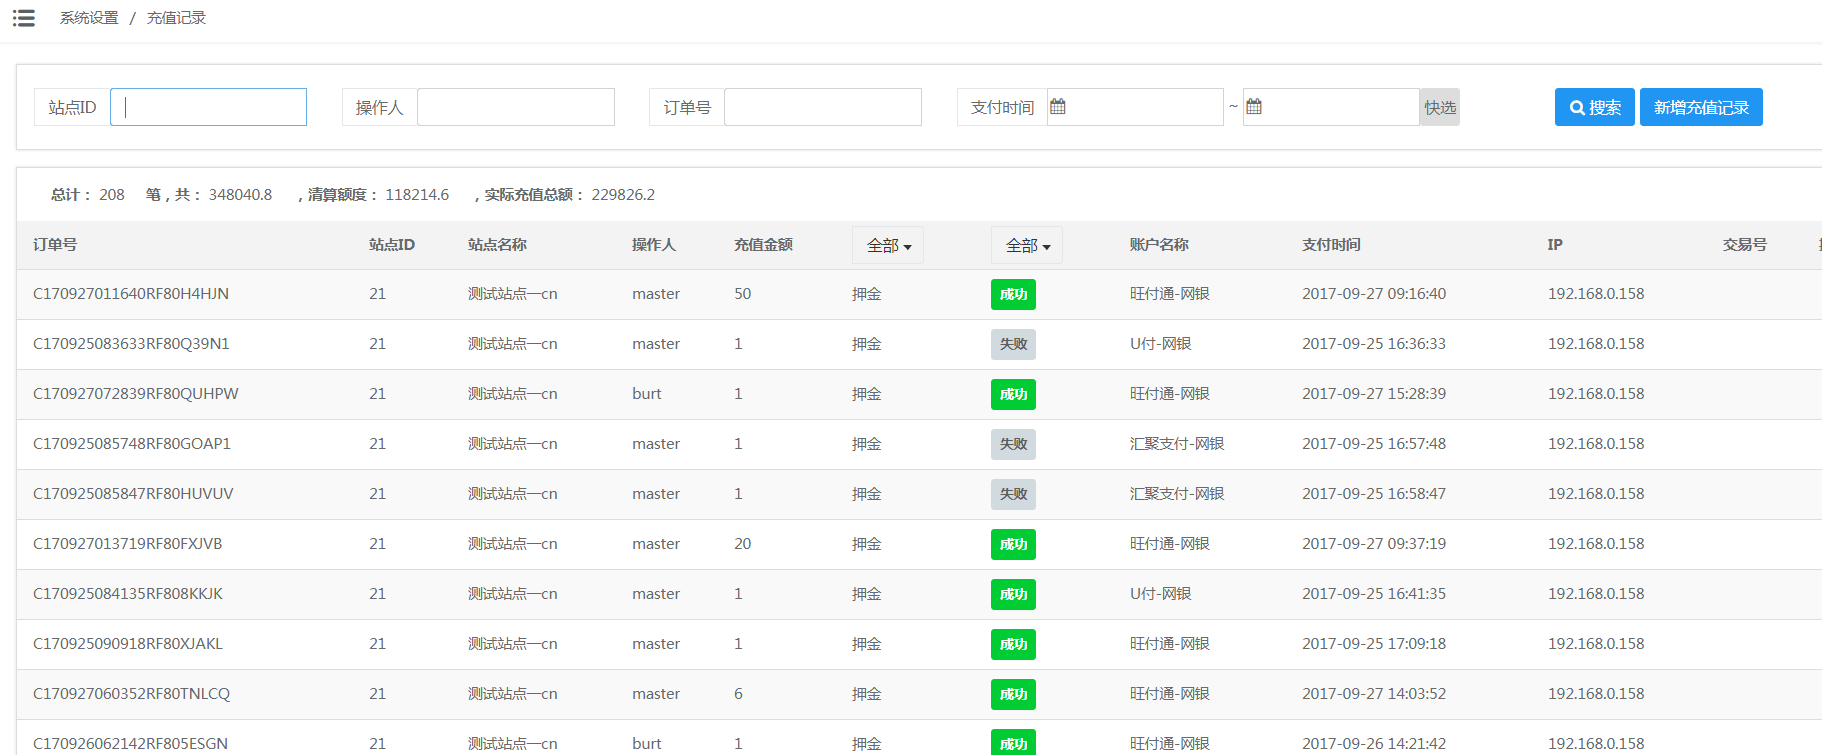 系统设置 / 充值记录
站点ID 操作人 订单号 支付时间 ~ 快选 搜索 新增充值记录
总计： 208 笔，共： 348040.8 ，清算额度： 118214.6 ，实际充值总额： 229826.2
订单号 站点ID 站点名称 操作人 充值金额 全部 全部 账户名称 支付时间 IP 交易号
C170927011640RF80H4HJN 21 测试站点一cn master 50 押金 成功 旺付通-网银 2017-09-27 09:16:40 192.168.0.158
C170925083633RF80Q39N1 21 测试站点一cn master 1 押金 失败 U付-网银 2017-09-25 16:36:33 192.168.0.158
C170927072839RF80QUHPW 21 测试站点一cn burt 1 押金 成功 旺付通-网银 2017-09-27 15:28:39 192.168.0.158
C170925085748RF80GOAP1 21 测试站点一cn master 1 押金 失败 汇聚支付-网银 2017-09-25 16:57:48 192.168.0.158
C170925085847RF80HUVUV 21 测试站点一cn master 1 押金 失败 汇聚支付-网银 2017-09-25 16:58:47 192.168.0.158
C170927013719RF80FXJVB 21 测试站点一cn master 20 押金 成功 旺付通-网银 2017-09-27 09:37:19 192.168.0.158
C170925084135RF808KKJK 21 测试站点一cn master 1 押金 成功 U付-网银 2017-09-25 16:41:35 192.168.0.158
C170925090918RF80XJAKL 21 测试站点一cn master 1 押金 成功 旺付通-网银 2017-09-25 17:09:18 192.168.0.158
C170927060352RF80TNLCQ 21 测试站点一cn master 6 押金 成功 旺付通-网银 2017-09-27 14:03:52 192.168.0.158
C170926062142RF805ESGN 21 测试站点一cn burt 1 押金 成功 旺付通-网银 2017-09-26 14:21:42 192.168.0.158